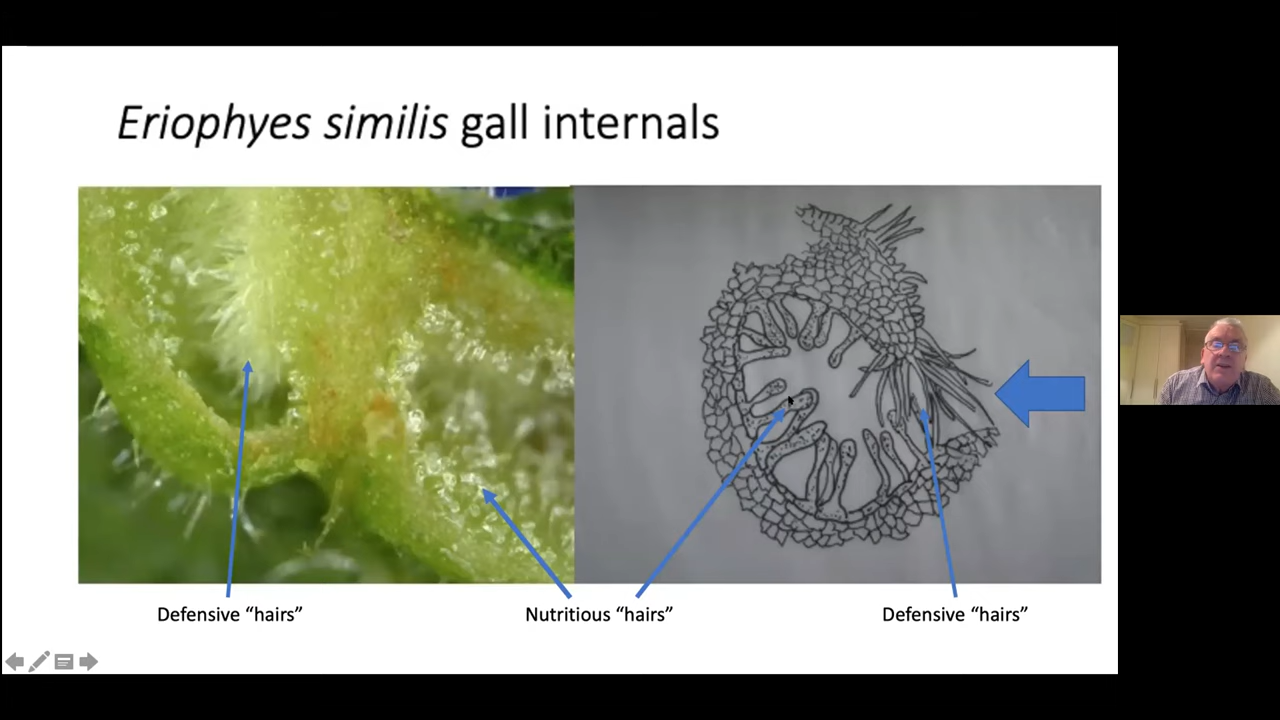 Eriophyes similis gall internals
Defensive “hairs”
Nutritious “hairs”
Defensive “hairs”